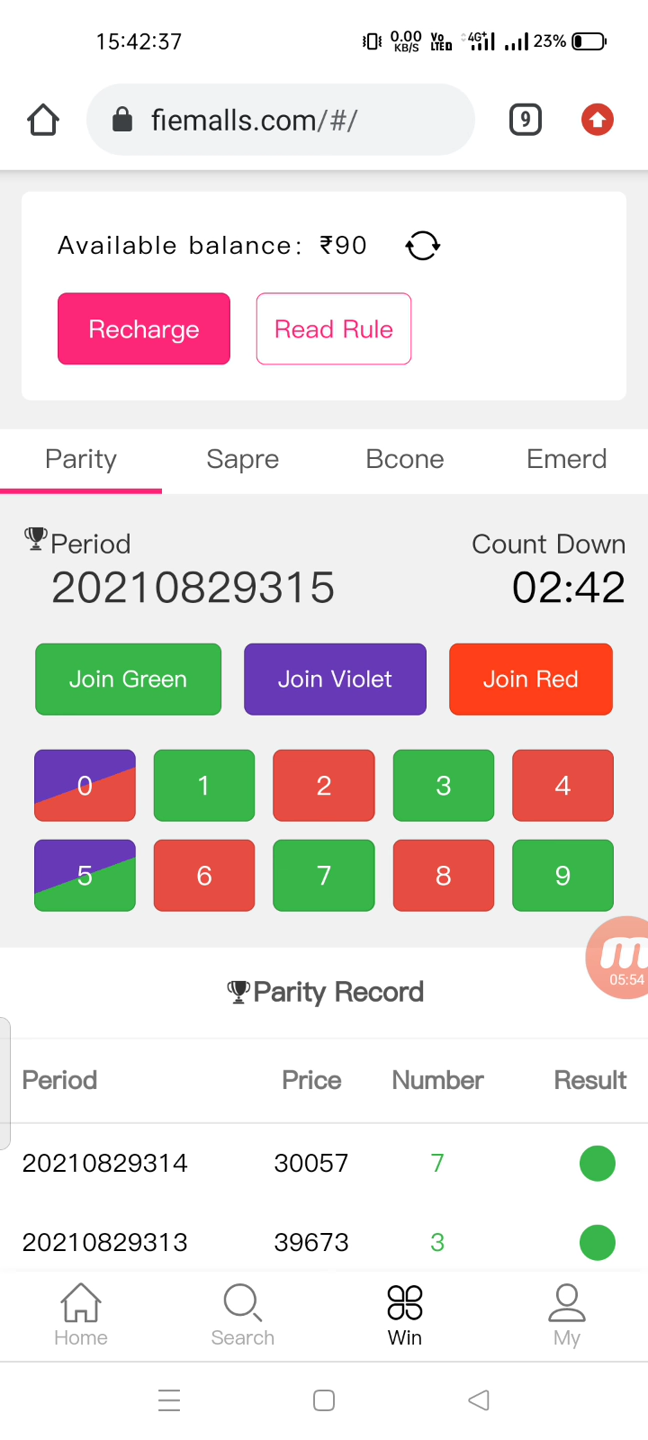 15:42:37 0.00 KB/S Vo LTED 4G+ 23%
fiemalls.com/#/ 9
Available balance: ₹90
Recharge Read Rule
Parity Sapre Bcone Emerd
Period Count Down
20210829315 02:42
Join Green Join Violet Join Red
0 1 2 3 4
5 6 7 8 9
m
05:54
Parity Record
Period Price Number Result
20210829314 30057 7
20210829313 39673 3
Home Search Win My